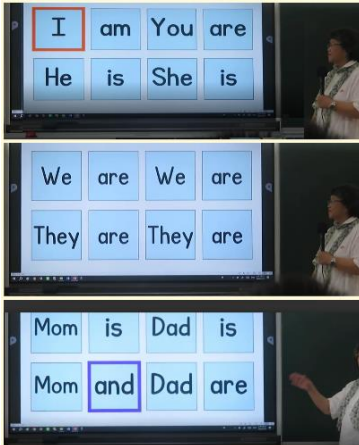 I am You are
He is She is
We are We are
They are They are
Mom is Dad is
Mom and Dad are